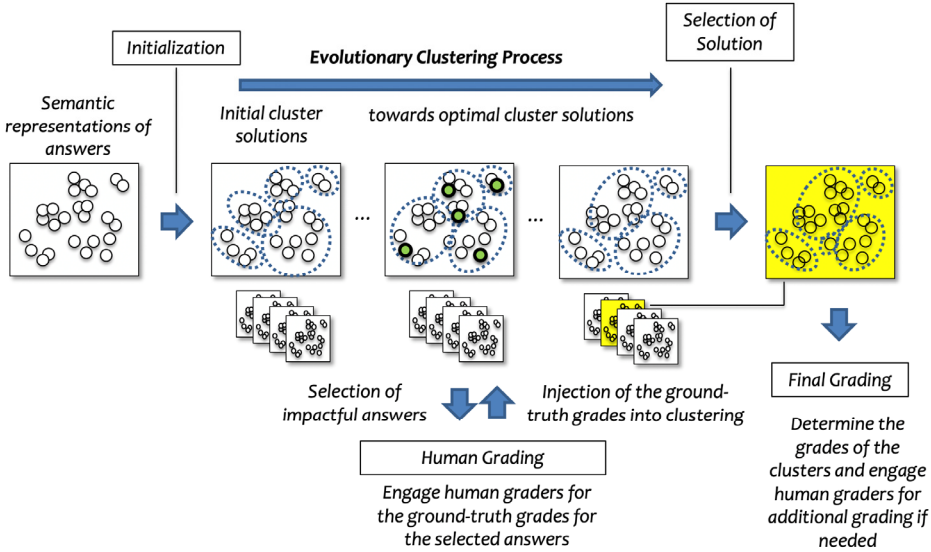 Initialization
Selection of
Solution
Evolutionary Clustering Process
Semantic
representations of
answers
Initial cluster
solutions
towards optimal cluster solutions
...
...
Selection of
impactful answers
Injection of the ground-
truth grades into clustering
Human Grading
Engage human graders for
the ground-truth grades for
the selected answers
Final Grading
Determine the
grades of the
clusters and engage
human graders for
additional grading if
needed